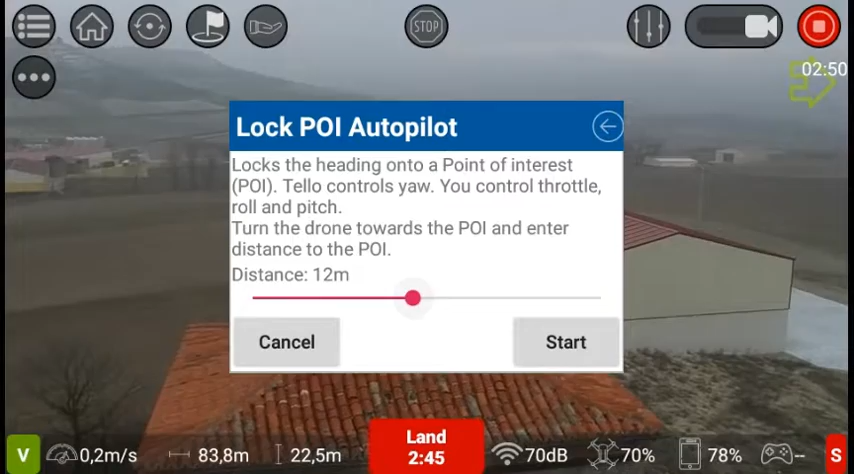 STOP
02:50
Lock POI Autopilot
Locks the heading onto a Point of interest
(POI). Tello controls yaw. You control throttle,
roll and pitch.
Turn the drone towards the POI and enter
distance to the POI.
Distance: 12m
Cancel
Start
V
0,2m/s
83,8m
22,5m
Land
2:45
70dB
70%
78%
--
S